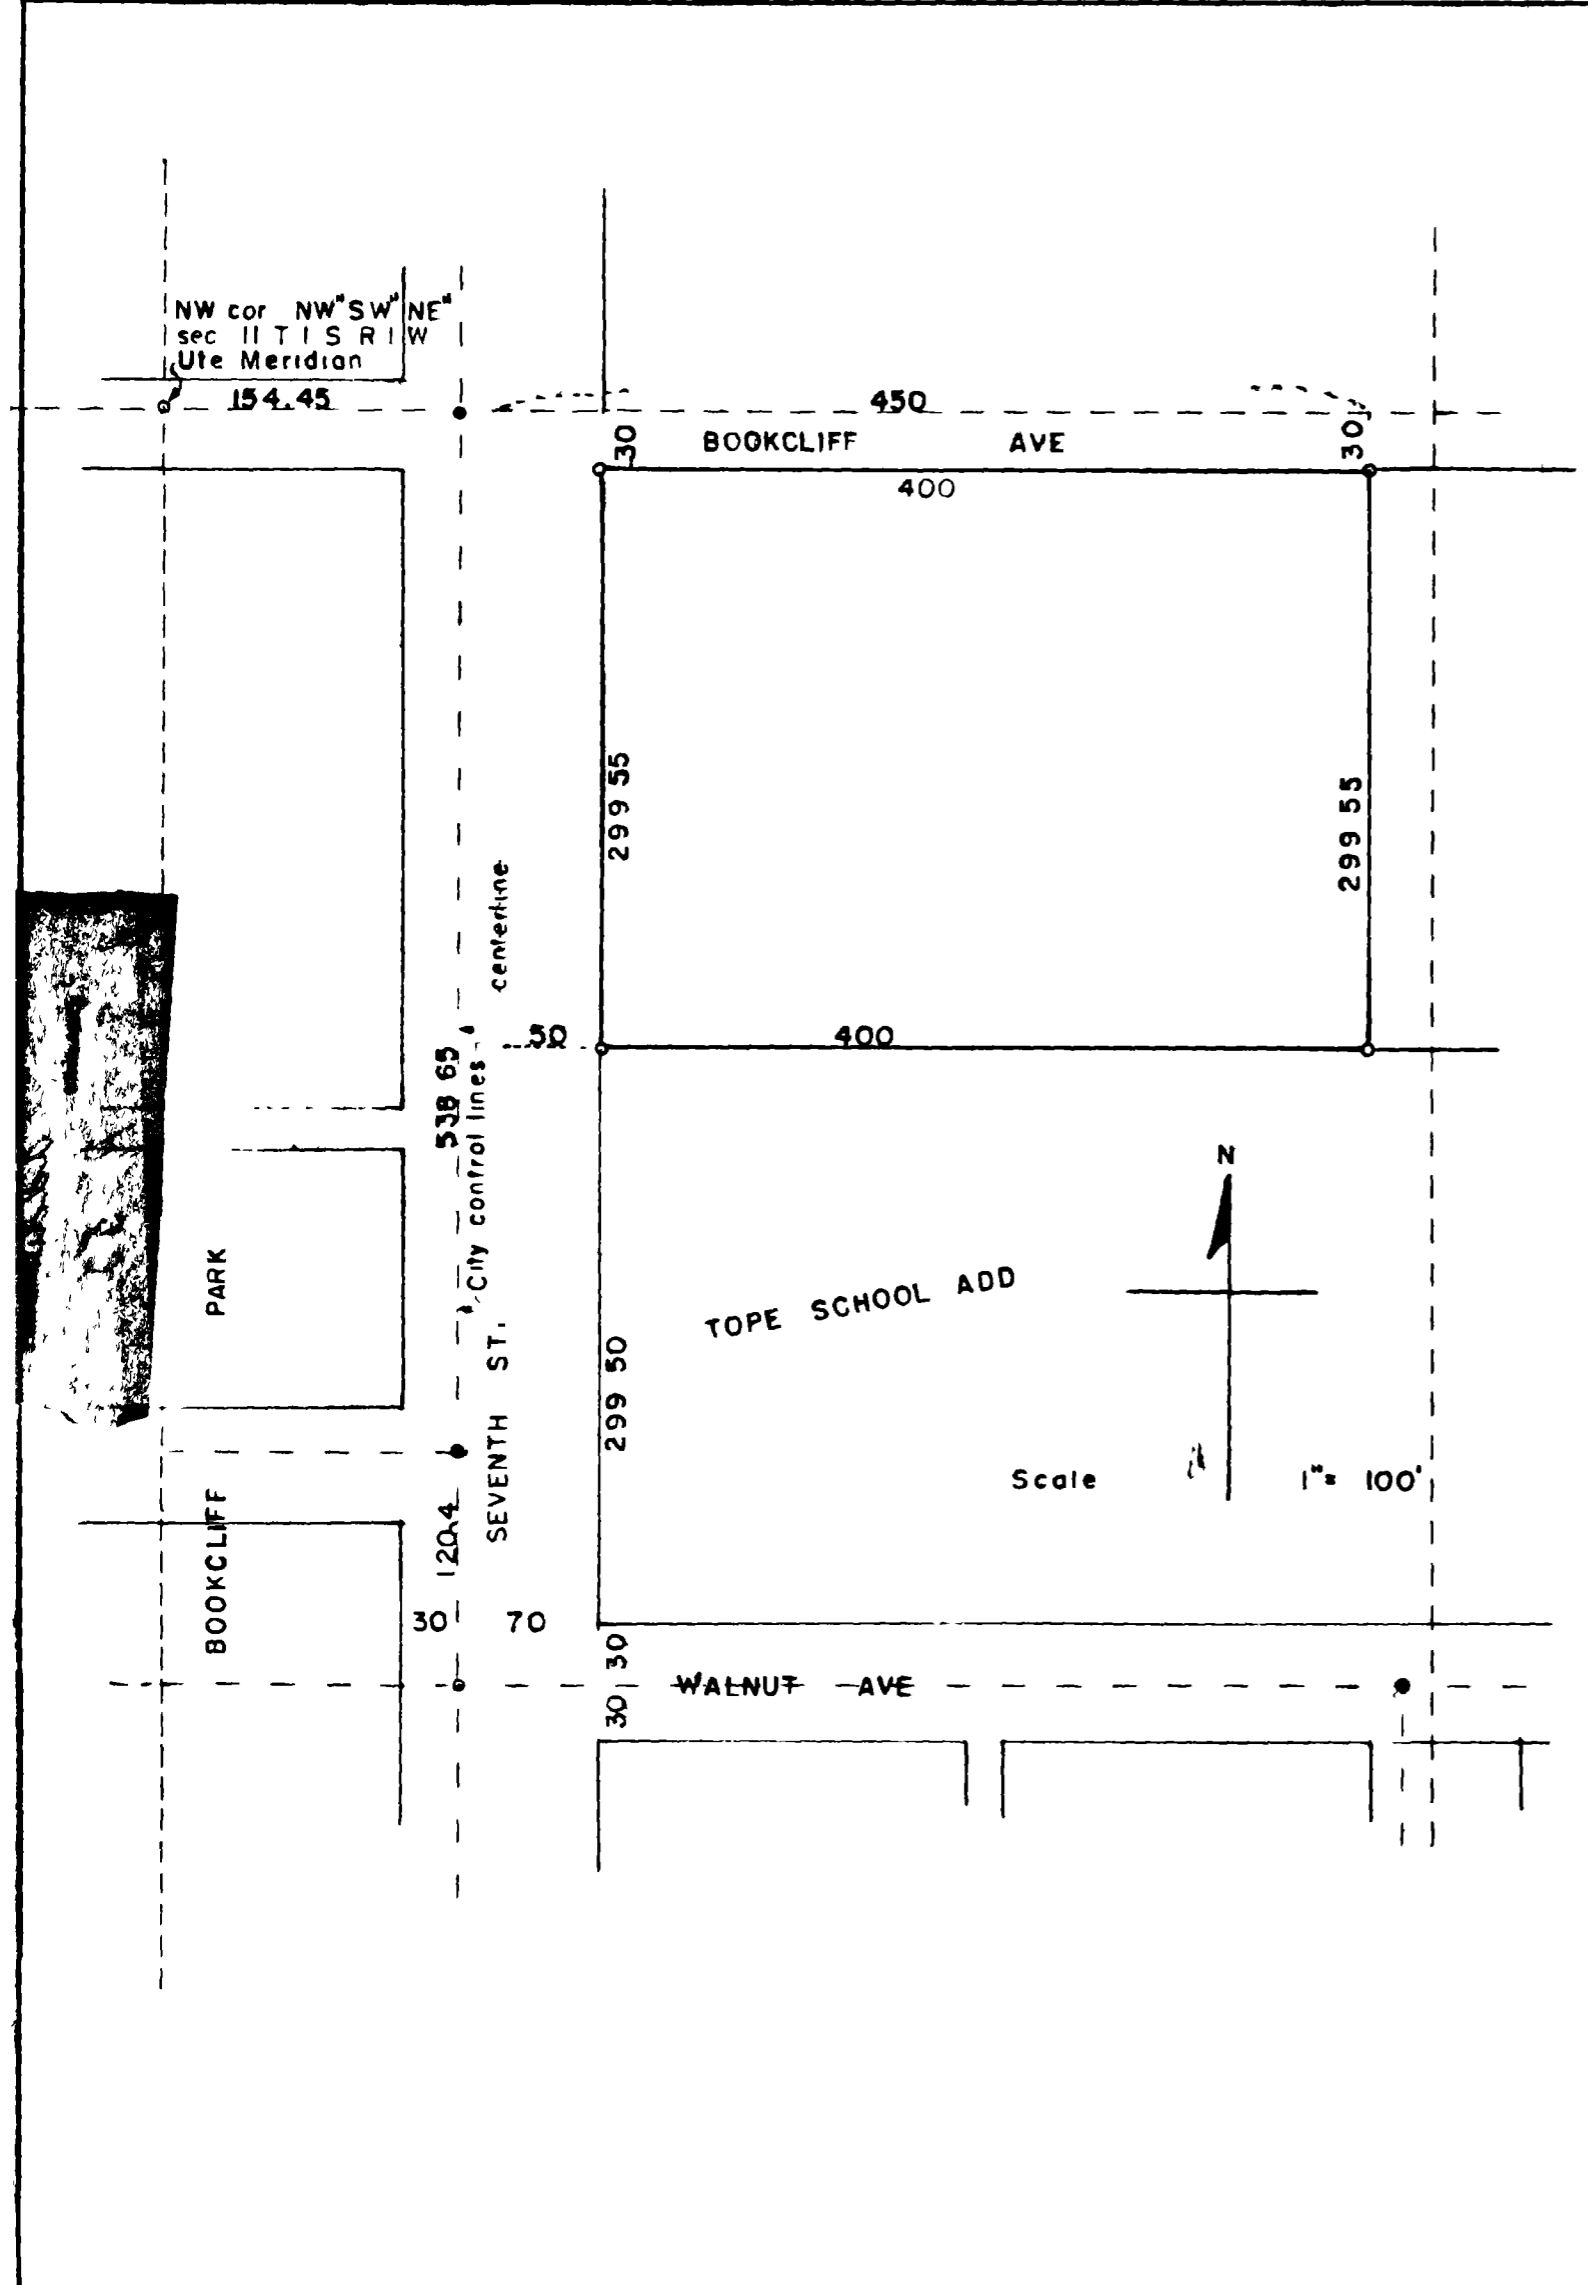 NW cor NW" SW" NE"
sec 11 T 1 S R 1 W
Ute Meridian
154.45
450
30
BOOKCLIFF AVE
30
400
299 55
299 55
centerline
50
400
538 65
City control lines
N
PARK
TOPE SCHOOL ADD
SEVENTH ST.
299 50
Scale 1"= 100'
BOOKCLIFF
120.4
30
70
30
WALNUT AVE
30